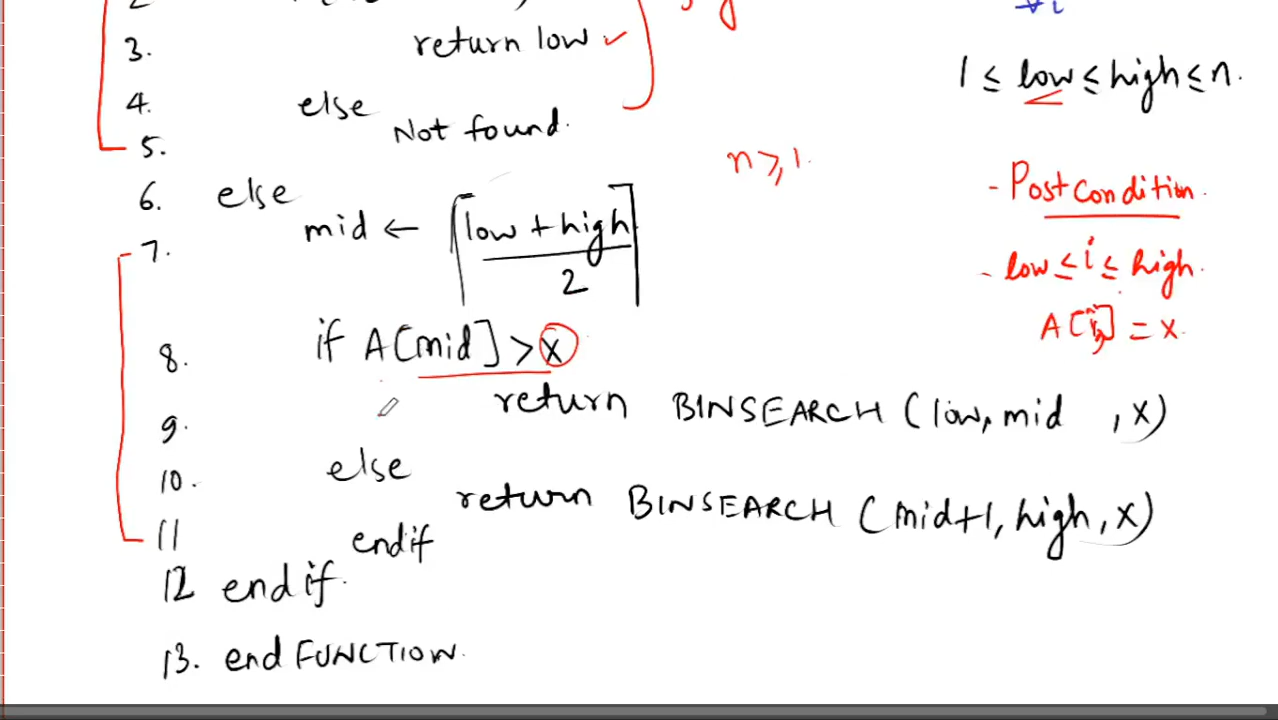 3. return low ✓
4. else
5. Not found.
6. else
7. mid ← ⌈(low + high)/2⌉
8. if A[mid] > x
9. return BINSEARCH (low, mid , x)
10. else
return BINSEARCH (mid+1, high, x)
11 endif
12 endif.
13. end FUNCTION.
∀i
1 ≤ low ≤ high ≤ n.
n ≥ 1.
- Postcondition.
- low ≤ i ≤ high.
A[i] = x.